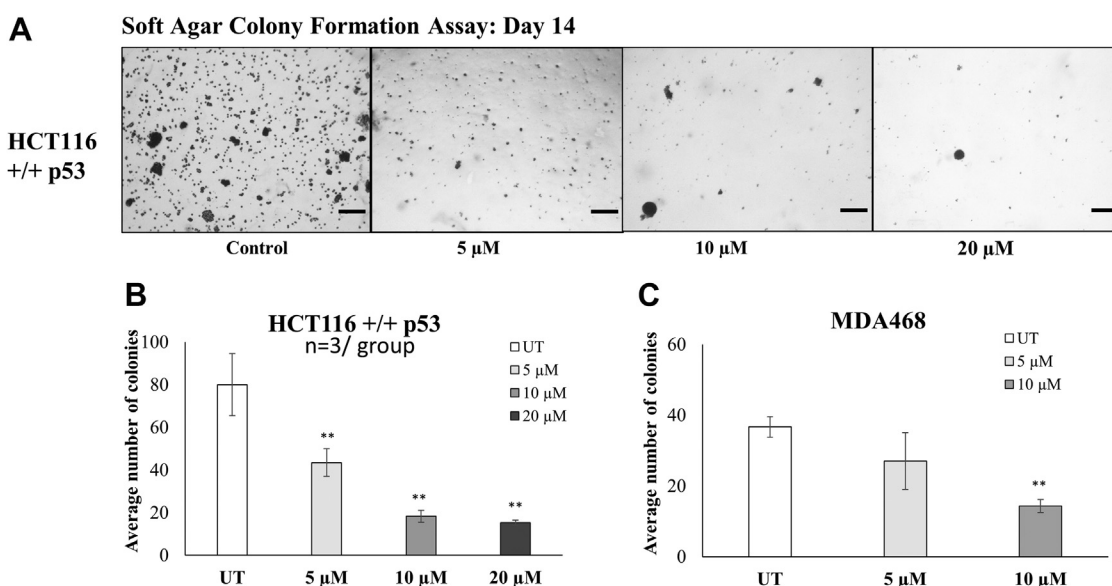 A
Soft Agar Colony Formation Assay: Day 14
HCT116
+/+ p53
Control
5 µM
10 µM
20 µM
B
HCT116 +/+ p53
n=3/ group
UT
5 µM
10 µM
20 µM
Average number of colonies
100
80
60
40
20
0
**
**
**
UT
5 µM
10 µM
20 µM
C
MDA468
UT
5 µM
10 µM
Average number of colonies
60
40
20
0
**
UT
5 µM
10 µM